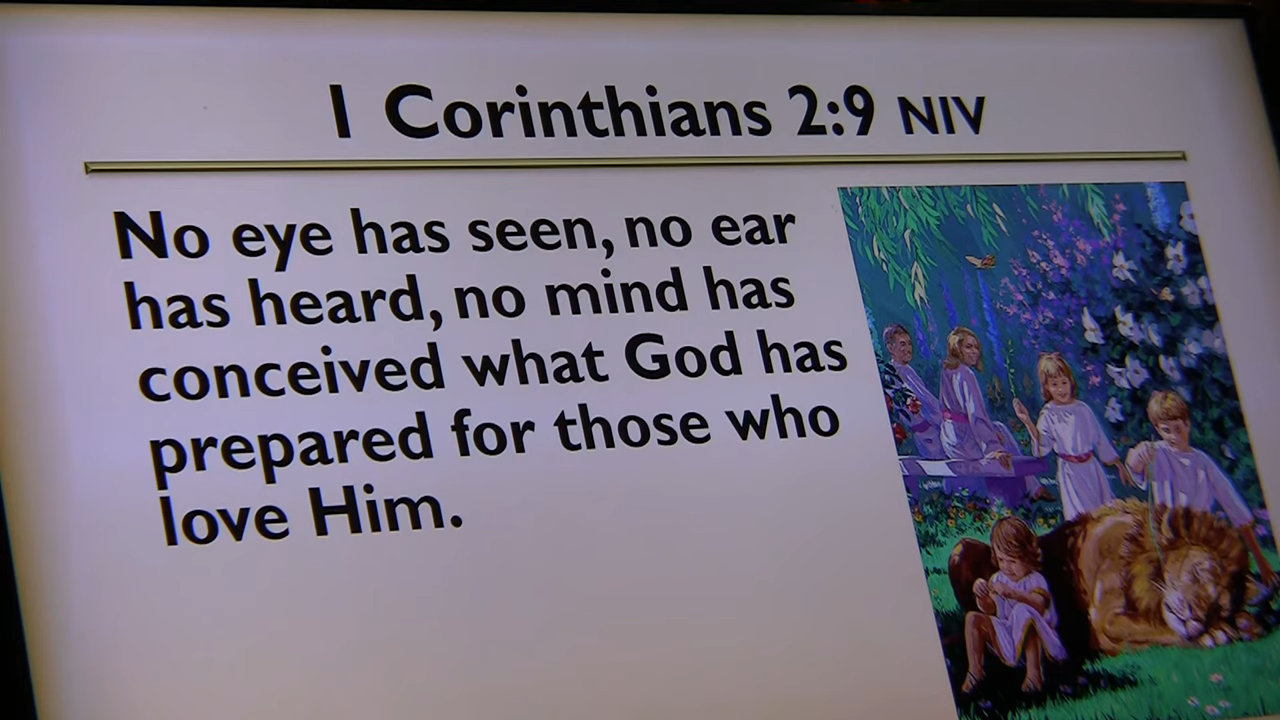 1 Corinthians 2:9 NIV
No eye has seen, no ear
has heard, no mind has
conceived what God has
prepared for those who
love Him.